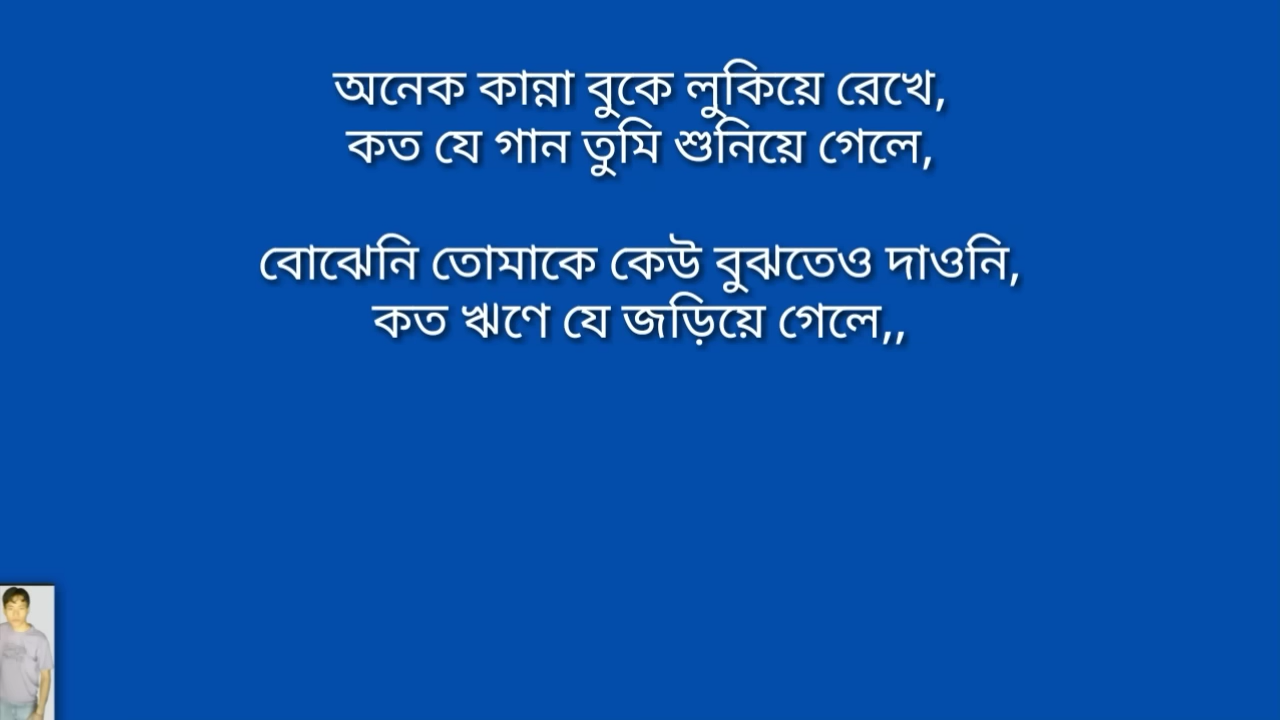 অনেক কান্না বুকে লুকিয়ে রেখে,
কত যে গান তুমি শুনিয়ে গেলে,
বোঝেনি তোমাকে কেউ বুঝতেও দাওনি,
কত ঋণে যে জড়িয়ে গেলে,,